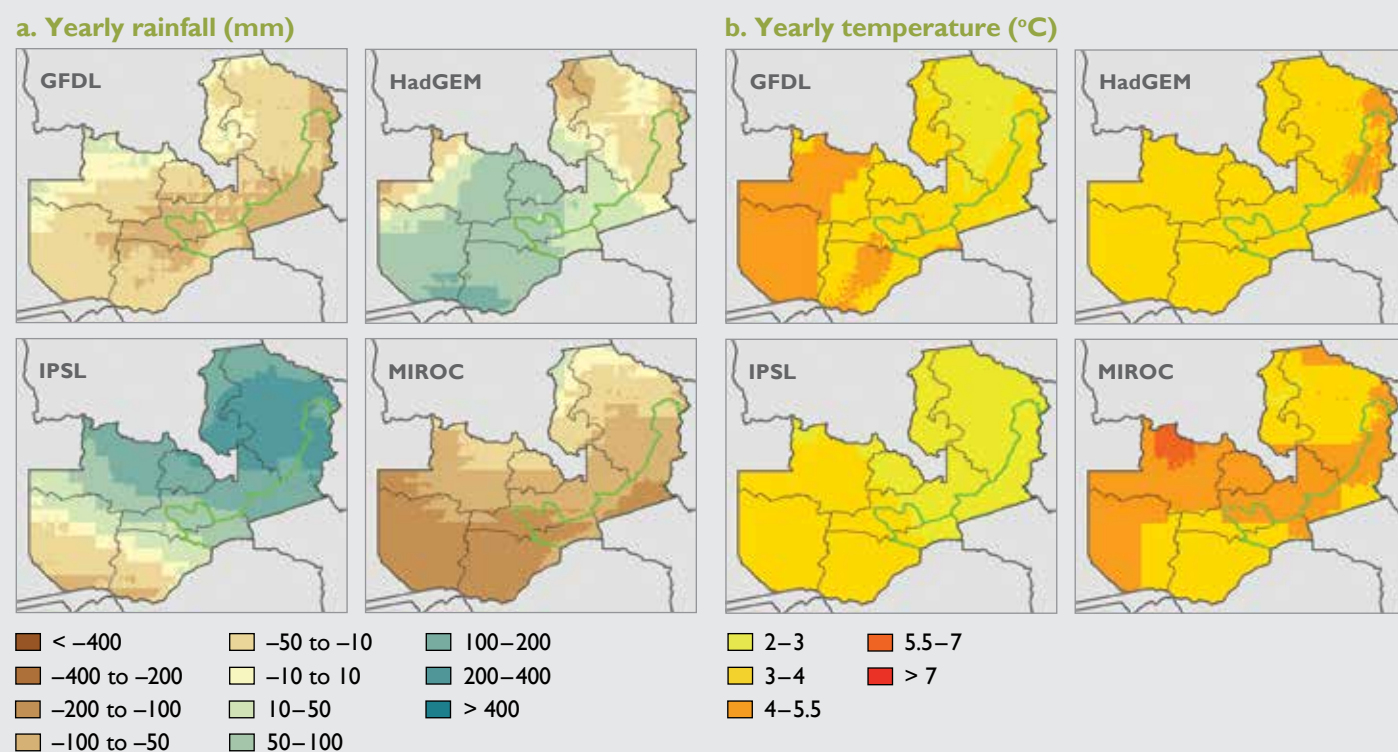 a. Yearly rainfall (mm)
GFDL
HadGEM
IPSL
MIROC
< –400
–400 to –200
–200 to –100
–100 to –50
–50 to –10
–10 to 10
10–50
50–100
100–200
200–400
> 400
b. Yearly temperature (°C)
GFDL
HadGEM
IPSL
MIROC
2–3
3–4
4–5.5
5.5–7
> 7